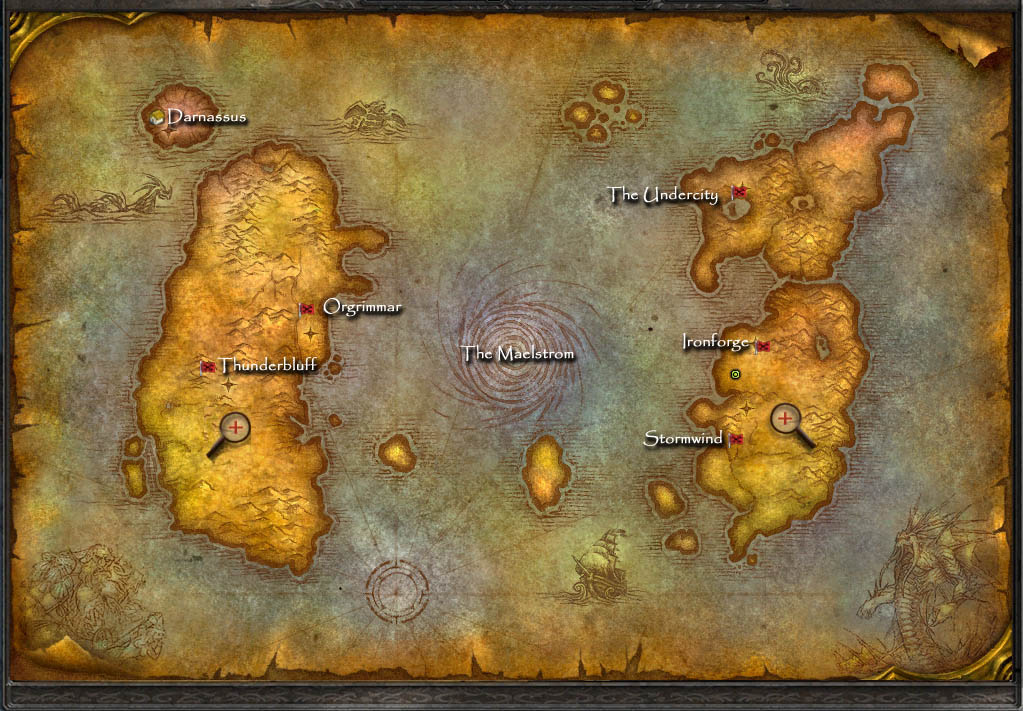 Darnassus
The Undercity
Orgrimmar
Ironforge
The Maelstrom
Thunderbluff
Stormwind